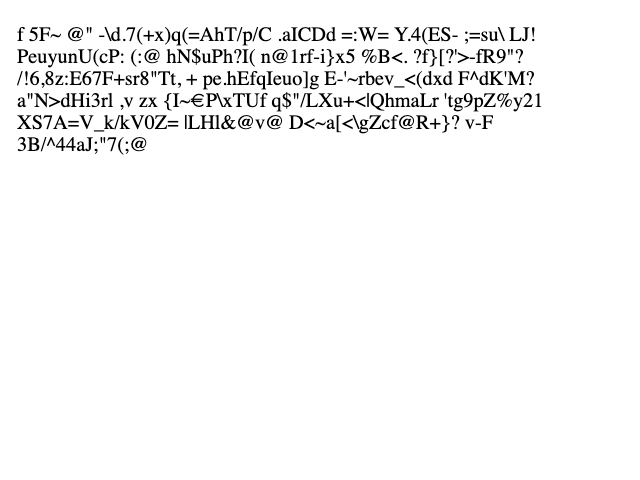 f 5F~ @" -\d.7(+x)q(=AhT/p/C .aICDd =:W= Y.4(ES- ;=su\ LJ!
PeuyunU(cP: (:@ hN$uPh?I( n@1rf-i}x5 %B<. ?f}[?'>-fR9"?
/!6,8z:E67F+sr8"Tt, + pe.hEfqIeuo]g E-'~rbev_<(dxd F^dK'M?
a"N>dHi3rl ,v zx {I~€P\xTUf q$"/LXu+<|QhmaLr 'tg9pZ%y21
XS7A=V_k/kV0Z= |LHl&@v@ D<~a[<\gZcf@R+}? v-F
3B/^44aJ;"7(;@